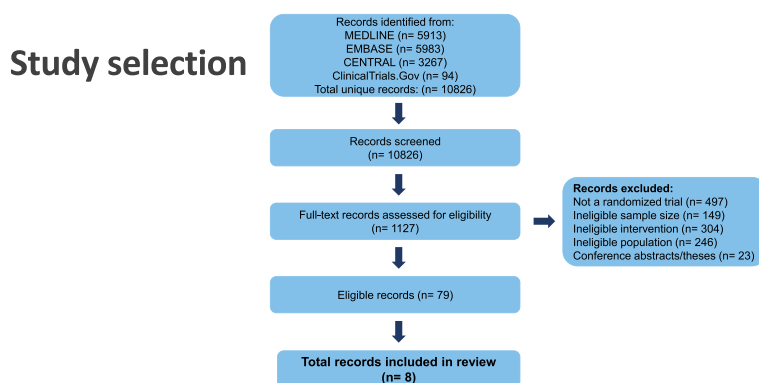 Study selection
Records identified from:
MEDLINE (n= 5913)
EMBASE (n= 5983)
CENTRAL (n= 3267)
ClinicalTrials.Gov (n= 94)
Total unique records: (n= 10826)
Records screened
(n= 10826)
Full-text records assessed for eligibility
(n= 1127)
Records excluded:
Not a randomized trial (n= 497)
Ineligible sample size (n= 149)
Ineligible intervention (n= 304)
Ineligible population (n= 246)
Conference abstracts/theses (n= 23)
Eligible records (n= 79)
Total records included in review
(n= 8)